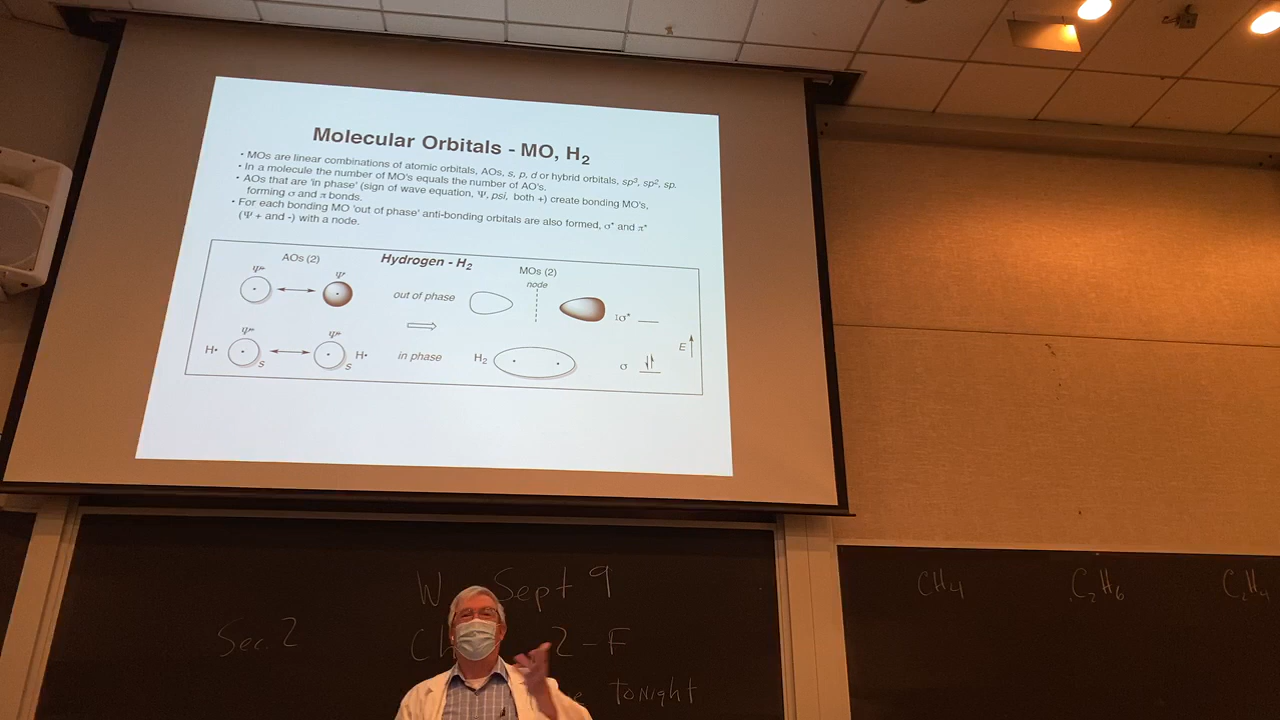 Molecular Orbitals - MO, H₂
• MOs are linear combinations of atomic orbitals, AOs, s, p, d or hybrid orbitals, sp³, sp², sp.
• In a molecule the number of MO's equals the number of AO's.
• AOs that are 'in phase' (sign of wave equation, Ψ, psi, both +) create bonding MO's,
forming σ and π bonds.
• For each bonding MO 'out of phase' anti-bonding orbitals are also formed, σ* and π*
(Ψ + and -) with a node.
AOs (2) Hydrogen - H₂ MOs (2)
node
out of phase
σ*
H• s s H• in phase H₂ σ E
W Sept 9
Sec. 2 Ch 2-F
tonight
CH₄ C₂H₆ C₂H₄